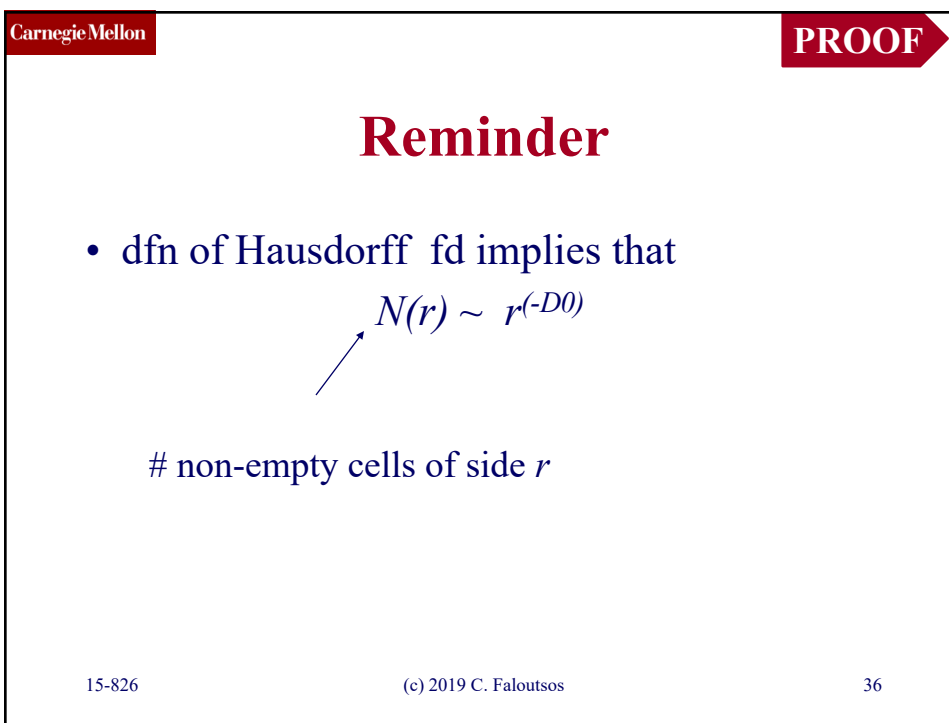 Carnegie Mellon
PROOF
Reminder
• dfn of Hausdorff fd implies that
N(r) ~ r(-D0)
# non-empty cells of side r
15-826
(c) 2019 C. Faloutsos
36